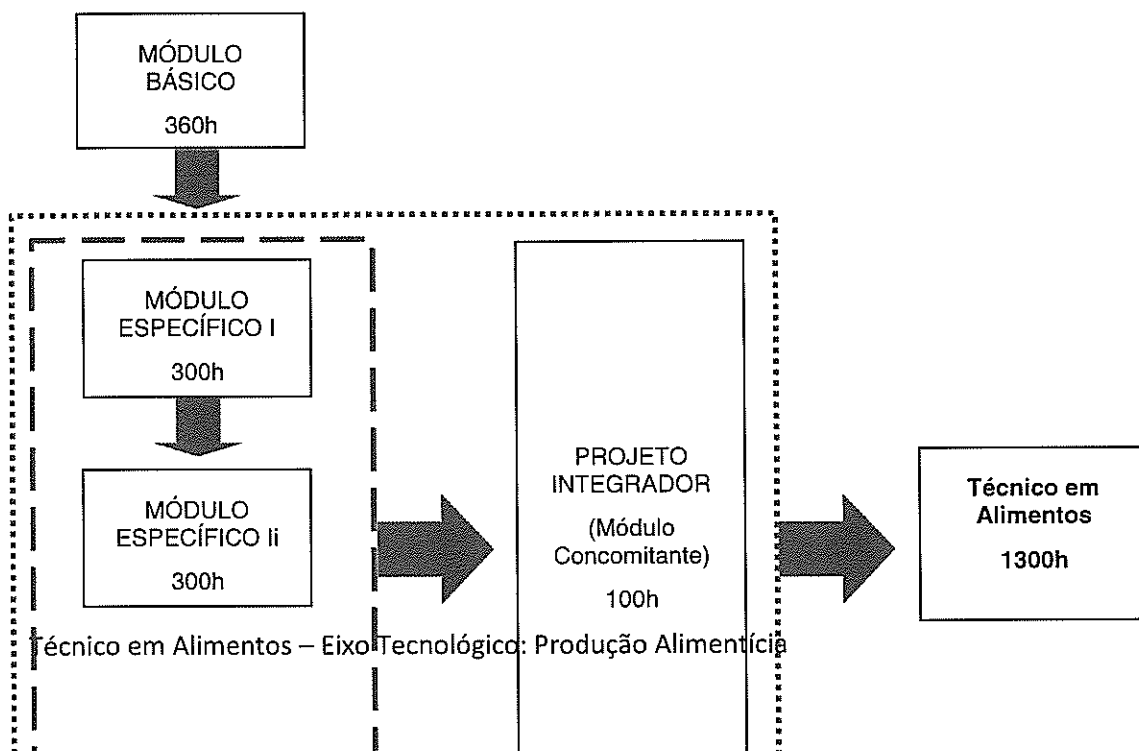 MÓDULO
BÁSICO
360h
MÓDULO
ESPECÍFICO I
300h
MÓDULO
ESPECÍFICO Ii
300h
PROJETO
INTEGRADOR
(Módulo
Concomitante)
100h
Técnico em
Alimentos
1300h
Técnico em Alimentos – Eixo Tecnológico: Produção Alimentícia